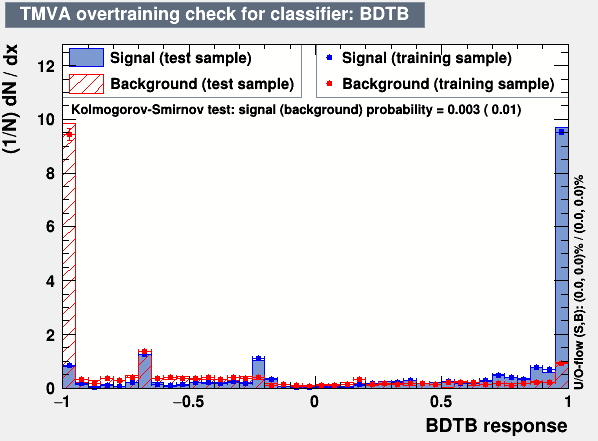 TMVA overtraining check for classifier: BDTB
(1/N) dN / dx
Signal (test sample)
Background (test sample)
Signal (training sample)
Background (training sample)
Kolmogorov-Smirnov test: signal (background) probability = 0.003 ( 0.01)
12
10
8
6
4
2
0
−1
−0.5
0
0.5
1
BDTB response
U/O-flow (S,B): (0.0, 0.0)% / (0.0, 0.0)%